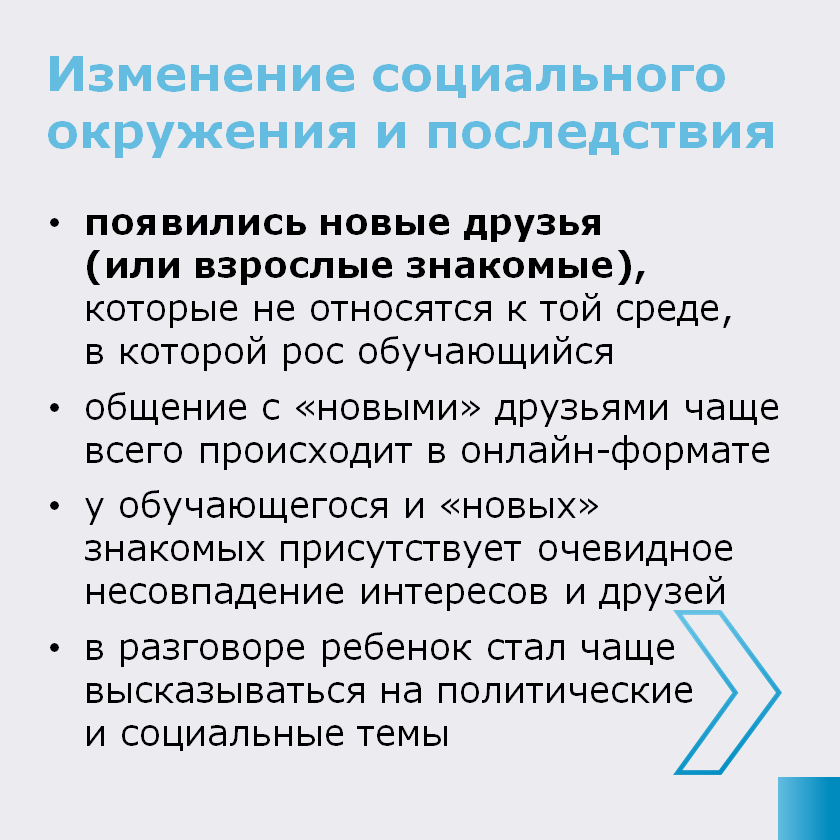 Изменение социального
окружения и последствия
• появились новые друзья
(или взрослые знакомые),
которые не относятся к той среде,
в которой рос обучающийся
• общение с «новыми» друзьями чаще
всего происходит в онлайн-формате
• у обучающегося и «новых»
знакомых присутствует очевидное
несовпадение интересов и друзей
• в разговоре ребенок стал чаще
высказываться на политические
и социальные темы